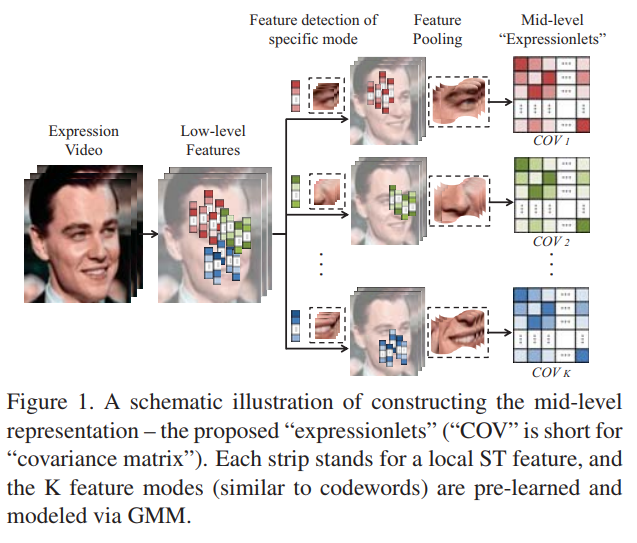 Feature detection of
specific mode
Feature
Pooling
Mid-level
“Expressionlets”
Expression
Video
Low-level
Features
COV 1
COV 2
COV K
Figure 1. A schematic illustration of constructing the mid-level
representation – the proposed “expressionlets” (“COV” is short for
“covariance matrix”). Each strip stands for a local ST feature, and
the K feature modes (similar to codewords) are pre-learned and
modeled via GMM.